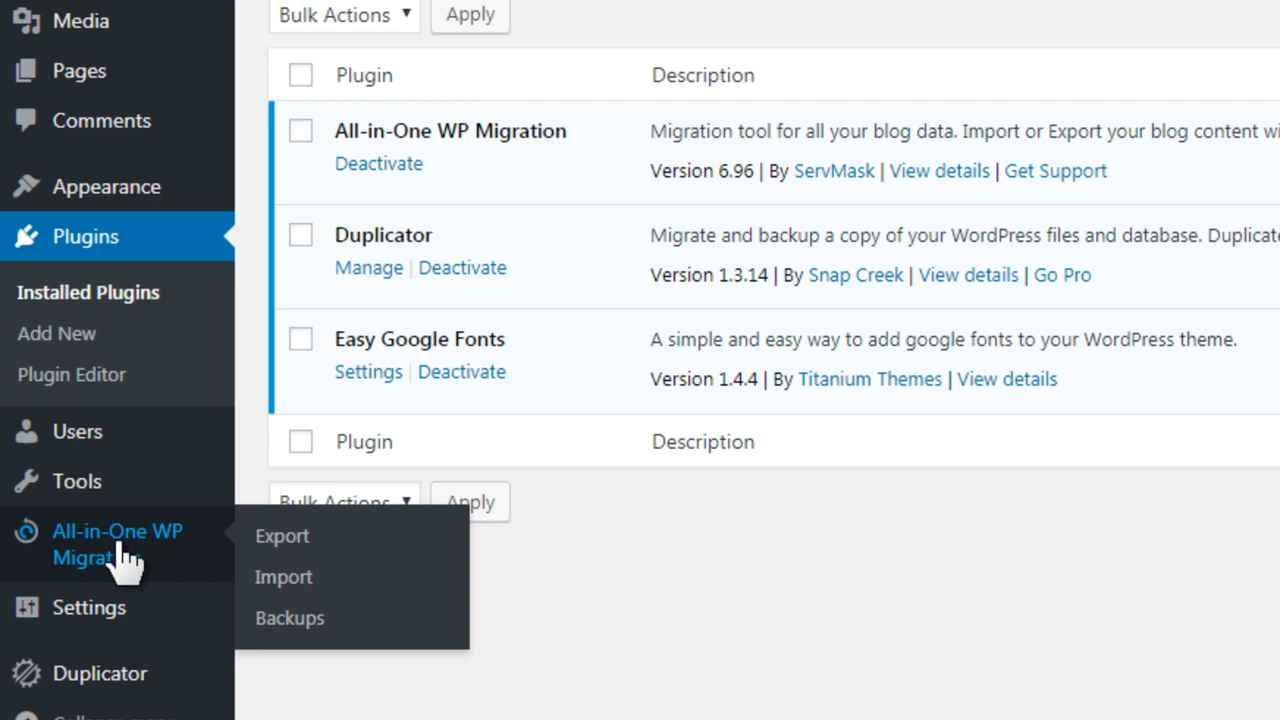 Media
Pages
Comments
Appearance
Plugins
Installed Plugins
Add New
Plugin Editor
Users
Tools
All-in-One WP
Settings
Duplicator
Export
Import
Backups
Bulk Actions Apply
Plugin Description
All-in-One WP Migration Migration tool for all your blog data. Import or Export your blog content
Deactivate Version 6.96 | By ServMask | View details | Get Support
Duplicator Migrate and backup a copy of your WordPress files and database.
Manage | Deactivate Version 1.3.14 | By Snap Creek | View details | Go Pro
Easy Google Fonts A simple and easy way to add google fonts to your WordPress theme.
Settings | Deactivate Version 1.4.4 | By Titanium Themes | View details
Plugin Description
Bulk Actions Apply